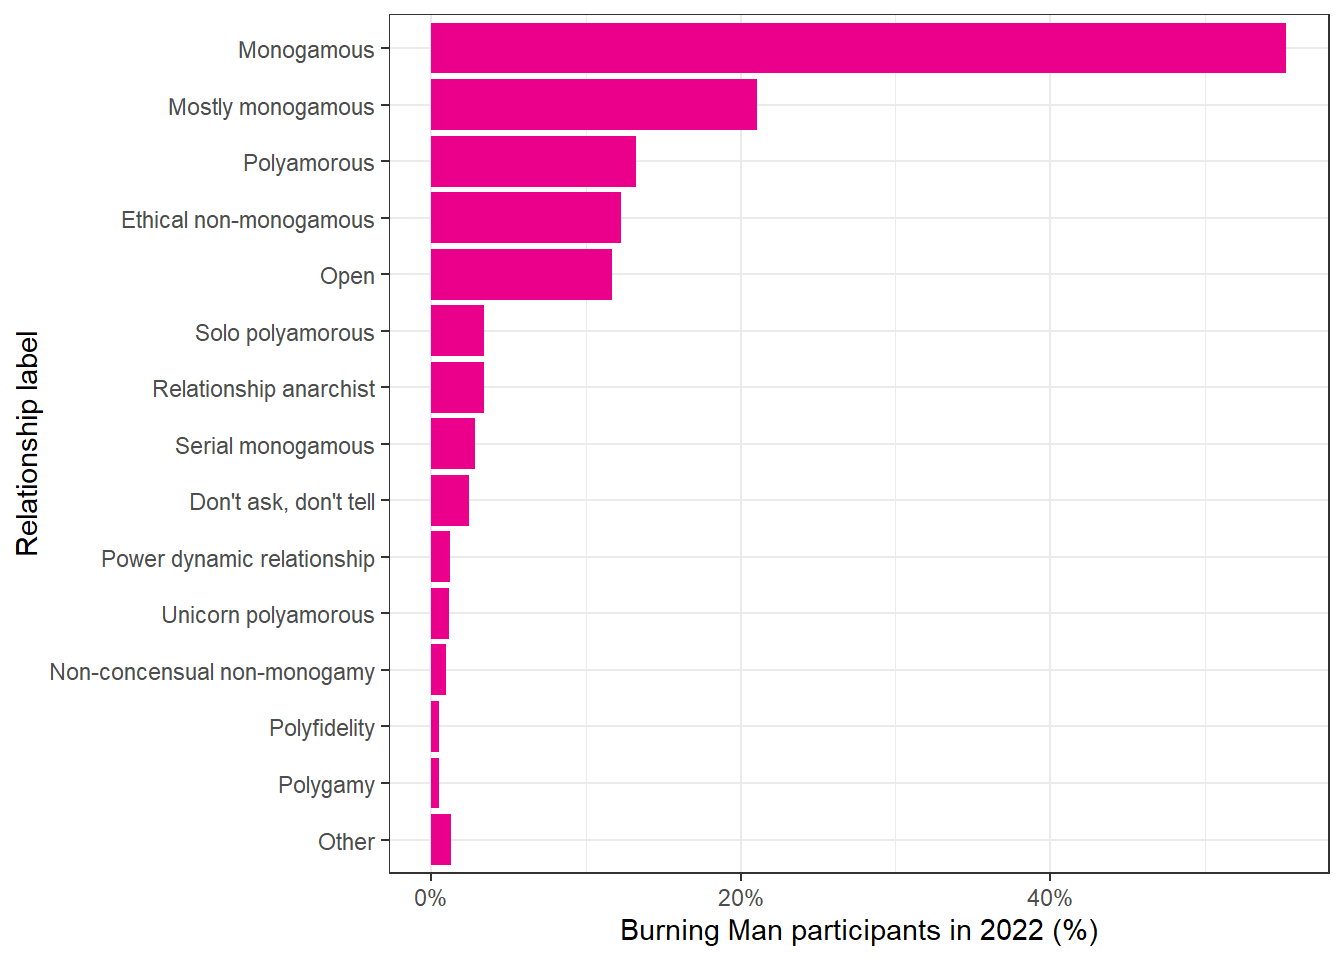 Monogamous
Mostly monogamous
Polyamorous
Ethical non-monogamous
Open
Solo polyamorous
Relationship anarchist
Serial monogamous
Don't ask, don't tell
Power dynamic relationship
Unicorn polyamorous
Non-concensual non-monogamy
Polyfidelity
Polygamy
Other
Relationship label
0% 20% 40%
Burning Man participants in 2022 (%)